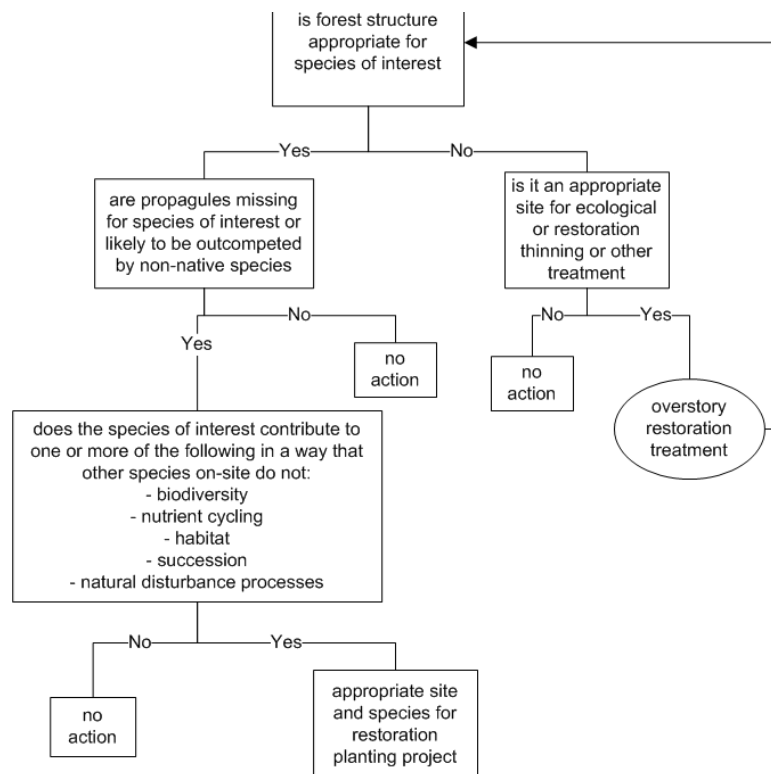 is forest structure
appropriate for
species of interest
Yes
No
are propagules missing
for species of interest or
likely to be outcompeted
by non-native species
is it an appropriate
site for ecological
or restoration
thinning or other
treatment
No
Yes
no
action
No
Yes
no
action
overstory
restoration
treatment
does the species of interest contribute to
one or more of the following in a way that
other species on-site do not:
- biodiversity
- nutrient cycling
- habitat
- succession
- natural disturbance processes
No
Yes
no
action
appropriate site
and species for
restoration
planting project